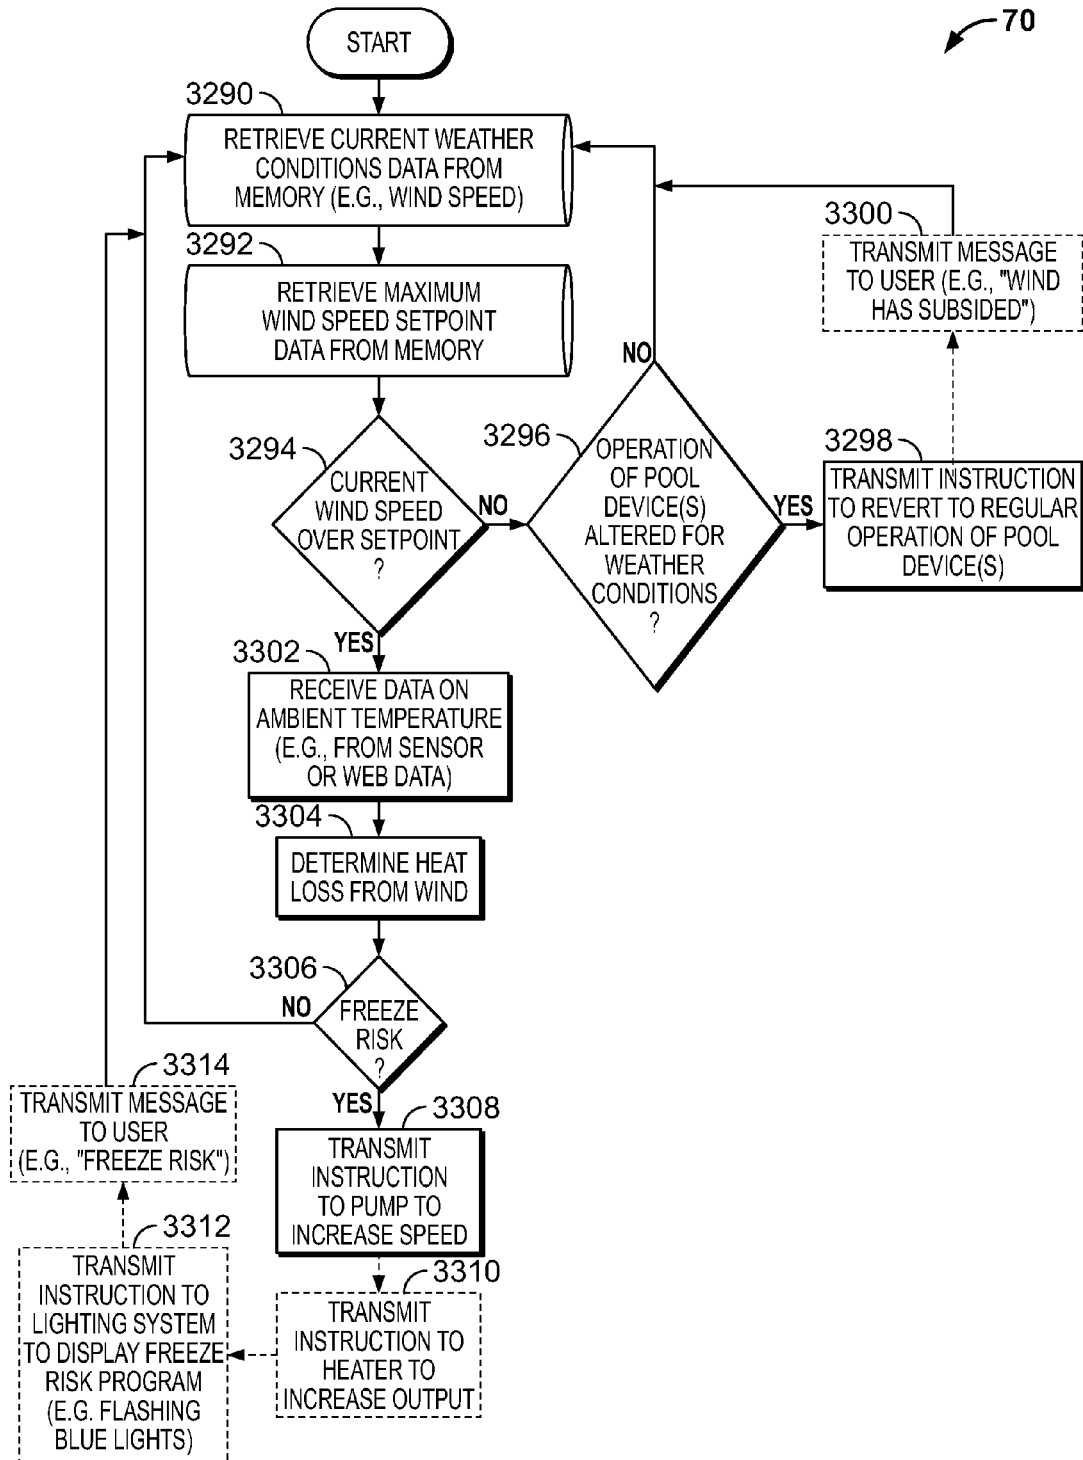 70
START
3290
RETRIEVE CURRENT WEATHER
CONDITIONS DATA FROM
MEMORY (E.G., WIND SPEED)
3292
RETRIEVE MAXIMUM
WIND SPEED SETPOINT
DATA FROM MEMORY
3294
CURRENT
WIND SPEED
OVER SETPOINT
?
NO
YES
3296
OPERATION
OF POOL
DEVICE(S)
ALTERED FOR
WEATHER
CONDITIONS
?
NO
YES
3298
TRANSMIT INSTRUCTION
TO REVERT TO REGULAR
OPERATION OF POOL
DEVICE(S)
3300
TRANSMIT MESSAGE
TO USER (E.G., "WIND
HAS SUBSIDED")
3302
RECEIVE DATA ON
AMBIENT TEMPERATURE
(E.G., FROM SENSOR
OR WEB DATA)
3304
DETERMINE HEAT
LOSS FROM WIND
3306
FREEZE
RISK
?
NO
YES
3308
TRANSMIT
INSTRUCTION
TO PUMP TO
INCREASE SPEED
3310
TRANSMIT
INSTRUCTION TO
HEATER TO
INCREASE OUTPUT
3312
TRANSMIT
INSTRUCTION TO
LIGHTING SYSTEM
TO DISPLAY FREEZE
RISK PROGRAM
(E.G. FLASHING
BLUE LIGHTS)
3314
TRANSMIT MESSAGE
TO USER
(E.G., "FREEZE RISK")